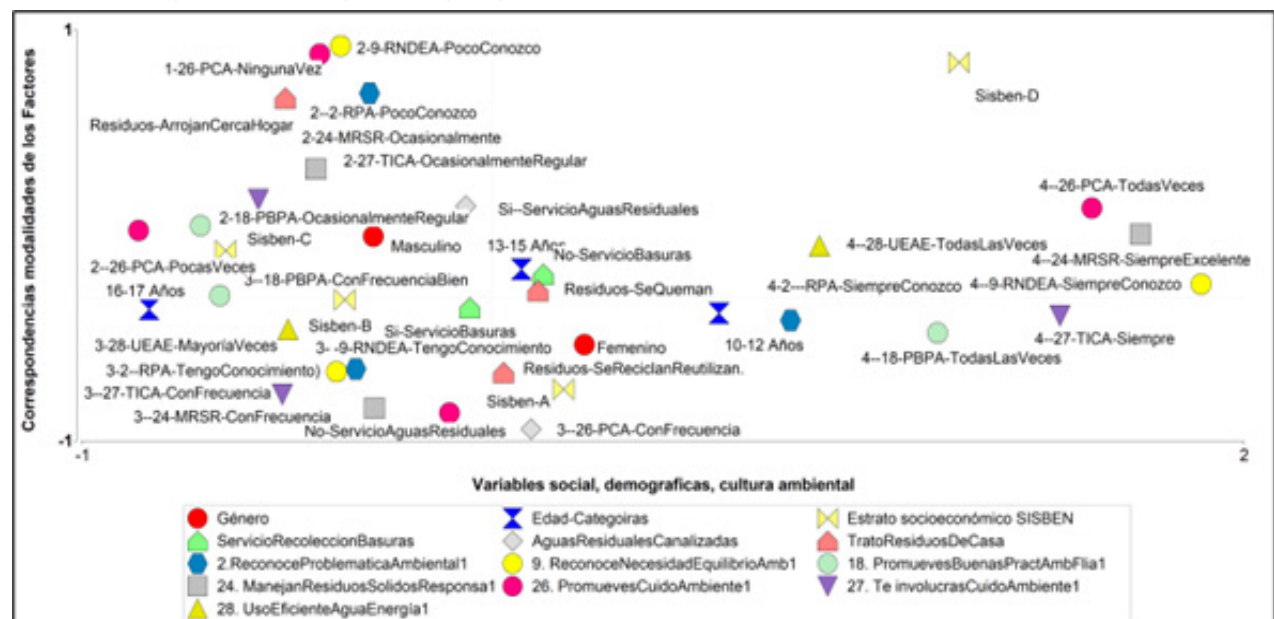 1
2-9-RNDEA-PocoConozco
1-26-PCA-NingunaVez
Sisben-D
Residuos-ArrojanCercaHogar
2--2-RPA-PocoConozco
2-24-MRSR-Ocasionalmente
2-27-TICA-OcasionalmenteRegular
4--26-PCA-TodasVeces
2-18-PBPA-OcasionalmenteRegular
Si--ServicioAguasResiduales
Sisben-C
Masculino
13-15 Años
No-ServicioBasuras
4--28-UEAE-TodasLasVeces
4--24-MRSR-SiempreExcelente
2--26-PCA-PocasVeces
3--18-PBPA-ConFrecuenciaBien
4-2---RPA-SiempreConozco
4--9-RNDEA-SiempreConozco
16-17 Años
Residuos-SeQueman
Sisben-B
Si-ServicioBasuras
10-12 Años
4--27-TICA-Siempre
3-28-UEAE-MayoríaVeces
3- -9-RNDEA-TengoConocimiento
Femenino
4--18-PBPA-TodasLasVeces
3-2--RPA-TengoConocimiento)
Residuos-SeReciclanReutilizan.
3--27-TICA-ConFrecuencia
Sisben-A
3--24-MRSR-ConFrecuencia
No-ServicioAguasResiduales
3--26-PCA-ConFrecuencia
-1
-1
2
Correspondencias modalidades de los Factores
Variables social, demograficas, cultura ambiental
Género
Edad-Categoiras
Estrato socioeconómico SISBEN
ServicioRecoleccionBasuras
AguasResidualesCanalizadas
TratoResiduosDeCasa
2.ReconoceProblematicaAmbiental1
9. ReconoceNecesidadEquilibrioAmb1
18. PromuevesBuenasPractAmbFlia1
24. ManejanResiduosSolidosResponsa1
26. PromuevesCuidoAmbiente1
27. Te involucrasCuidoAmbiente1
28. UsoEficienteAguaEnergía1